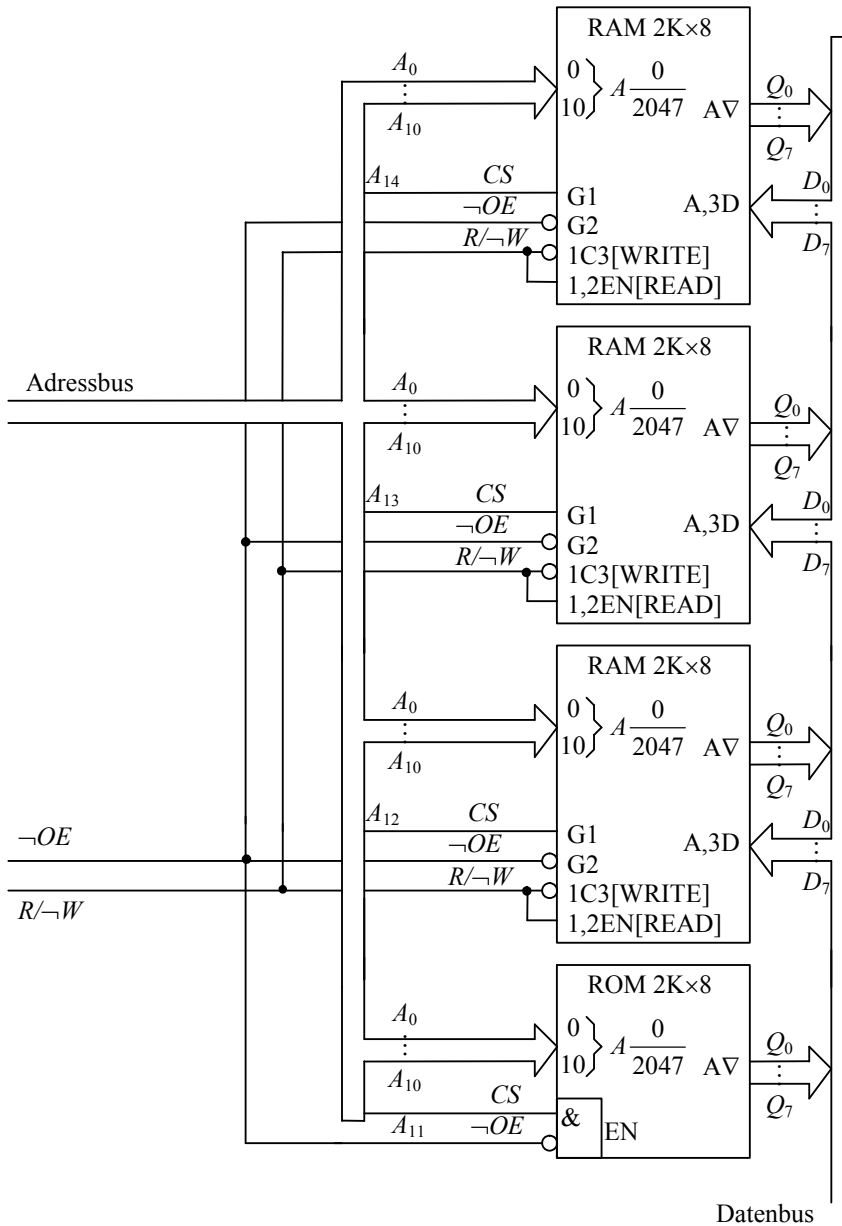 RAM 2K×8
A0
⋮
A10
0
10 } A 0/2047
A∇
Q0
⋮
Q7
A14
CS
¬OE
R/¬W
G1
G2
1C3[WRITE]
1,2EN[READ]
A,3D
D0
⋮
D7
Adressbus
RAM 2K×8
A0
⋮
A10
0
10 } A 0/2047
A∇
Q0
⋮
Q7
A13
CS
¬OE
R/¬W
G1
G2
1C3[WRITE]
1,2EN[READ]
A,3D
D0
⋮
D7
RAM 2K×8
A0
⋮
A10
0
10 } A 0/2047
A∇
Q0
⋮
Q7
A12
CS
¬OE
R/¬W
G1
G2
1C3[WRITE]
1,2EN[READ]
A,3D
D0
⋮
D7
¬OE
R/¬W
ROM 2K×8
A0
⋮
A10
0
10 } A 0/2047
A∇
Q0
⋮
Q7
CS
A11
¬OE
&
EN
Datenbus